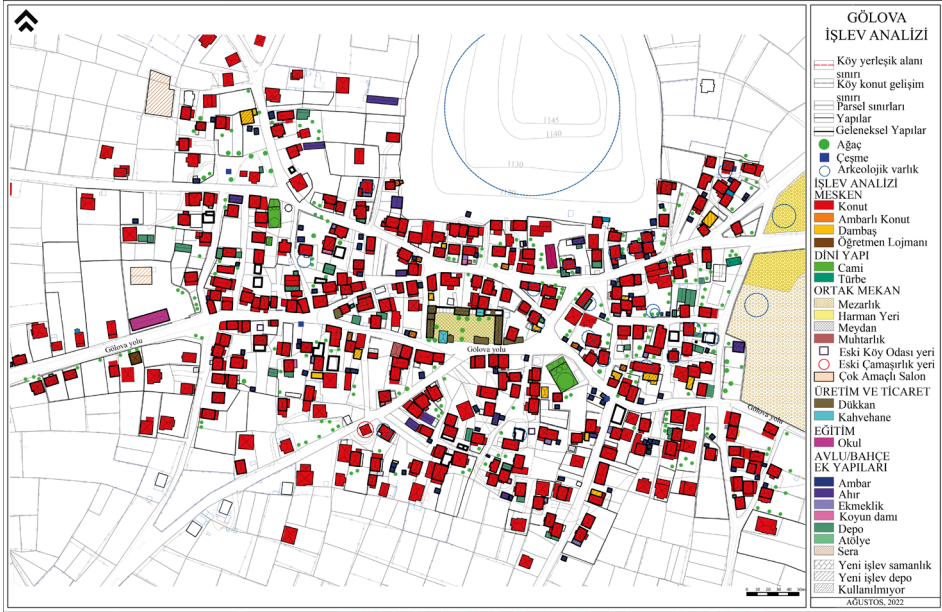 GÖLOVA
İŞLEV ANALİZİ
Köy yerleşik alanı
sınırı
Köy konut gelişim
sınırı
Parsel sınırları
Yapılar
Geleneksel Yapılar
Ağaç
Çeşme
Arkeolojik varlık
İŞLEV ANALİZİ
MESKEN
Konut
Ambarlı Konut
Dambaş
Öğretmen Lojmanı
DİNİ YAPI
Cami
Türbe
ORTAK MEKAN
Mezarlık
Harman Yeri
Meydan
Muhtarlık
Eski Köy Odası yeri
Eski Çamaşırlık yeri
Çok Amaçlı Salon
ÜRETİM VE TİCARET
Dükkan
Kahvehane
EĞİTİM
Okul
AVLU/BAHÇE
EK YAPILARI
Ambar
Ahır
Ekmeklik
Koyun damı
Depo
Atölye
Sera
Yeni işlev samanlık
Yeni işlev depo
Kullanılmıyor
AĞUSTOS, 2022
1145
1140
1130
Gölova yolu
Gölova yolu
Gölova yolu